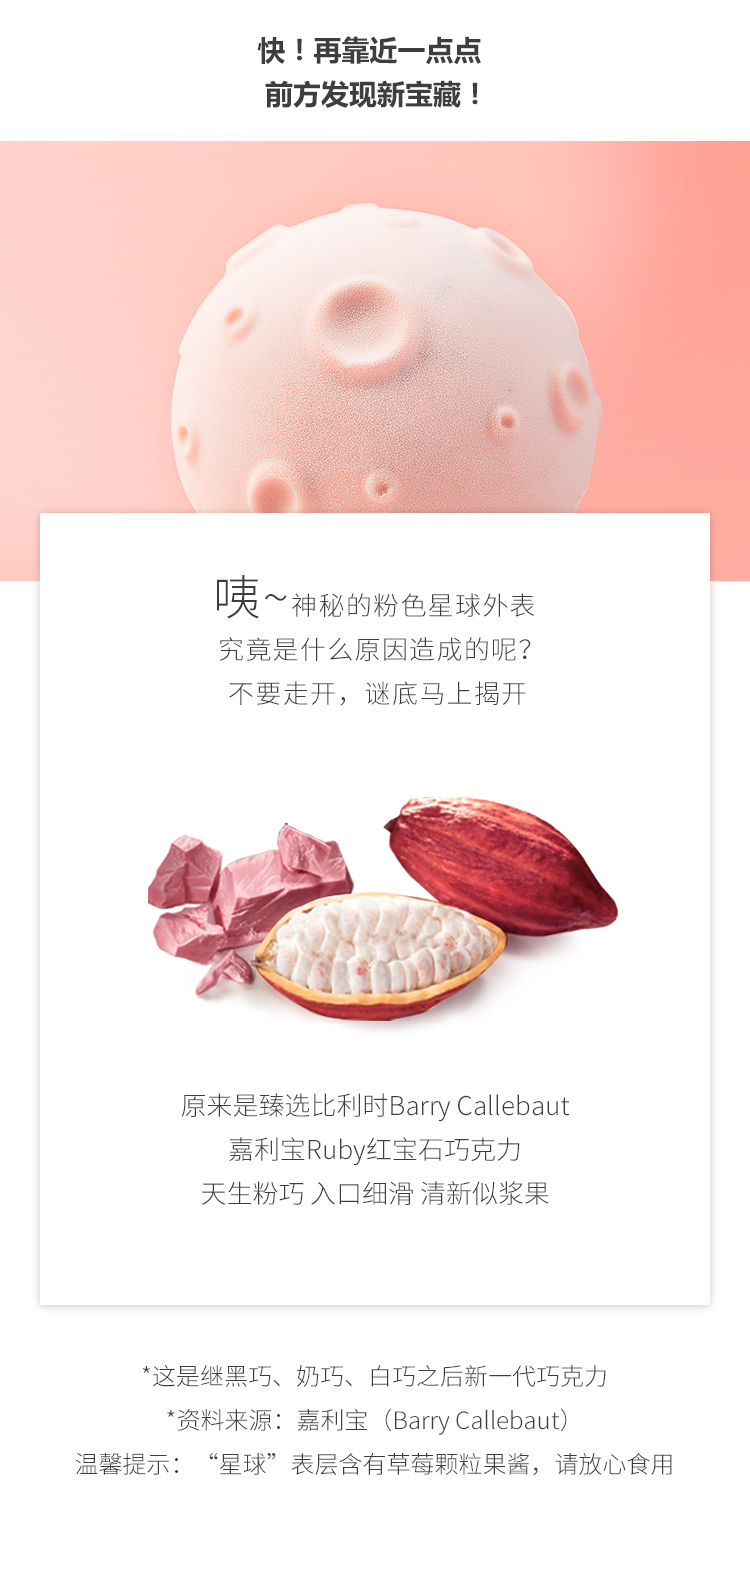 快！再靠近一点点
前方发现新宝藏！
咦~神秘的粉色星球外表
究竟是什么原因造成的呢？
不要走开，谜底马上揭开
原来是臻选比利时Barry Callebaut
嘉利宝Ruby红宝石巧克力
天生粉巧 入口细滑 清新似浆果
*这是继黑巧、奶巧、白巧之后新一代巧克力
*资料来源：嘉利宝（Barry Callebaut）
温馨提示：“星球”表层含有草莓颗粒果酱，请放心食用